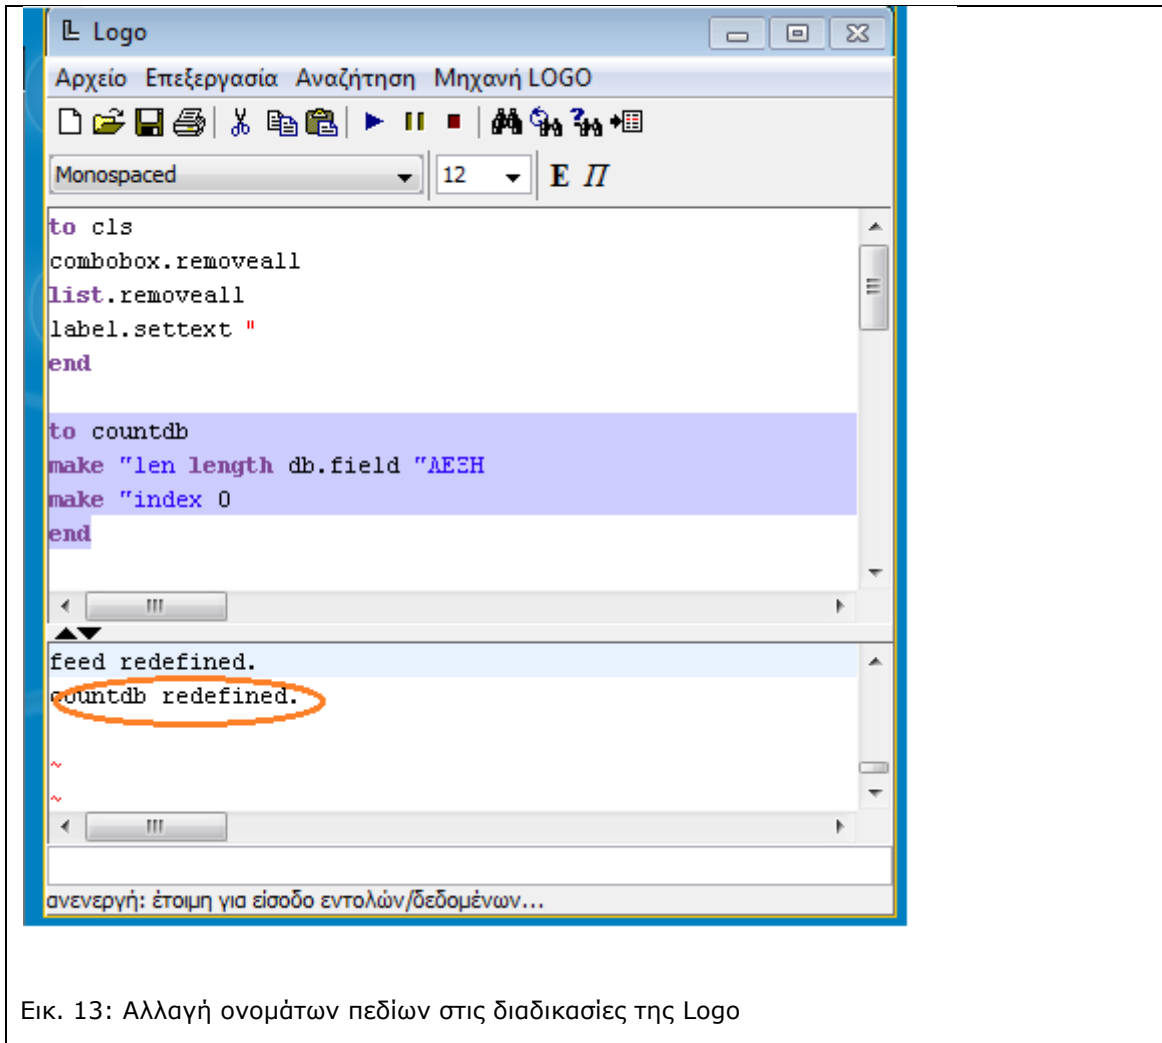 Logo
Αρχείο Επεξεργασία Αναζήτηση Μηχανή LOGO
Monospaced 12 E Π
to cls
combobox.removeall
list.removeall
label.settext "
end
to countdb
make "len length db.field "ΛΕΞΗ
make "index 0
end
feed redefined.
countdb redefined.
~
~
ανενεργή: έτοιμη για είσοδο εντολών/δεδομένων...
Εικ. 13: Αλλαγή ονομάτων πεδίων στις διαδικασίες της Logo